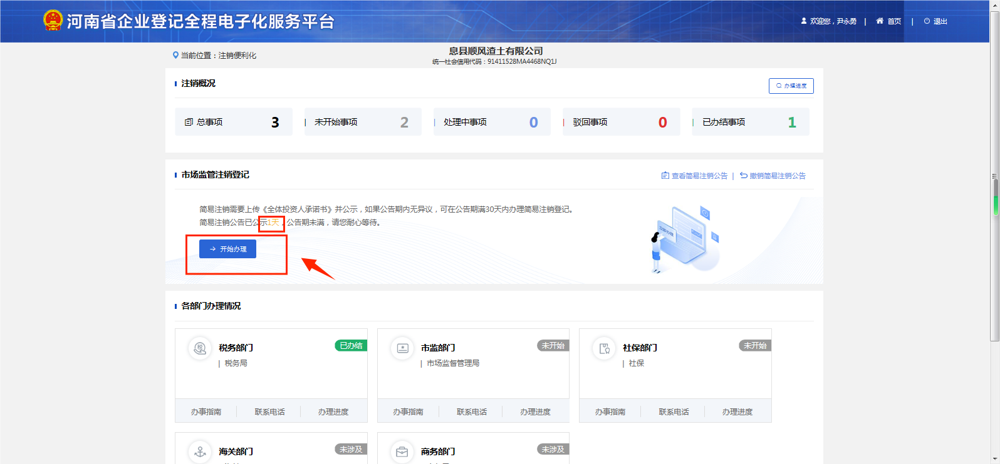 河南省企业登记全程电子化服务平台
欢迎您，尹永勇 | 首页 | 退出
当前位置：注销便利化
息县顺风渣土有限公司
统一社会信用代码：91411528MA4468NQ1J
注销概况
办理进度
总事项 3
未开始事项 2
处理中事项 0
驳回事项 0
已办结事项 1
市场监管注销登记
查看简易注销公告 | 撤销简易注销公告
简易注销需要上传《全体投资人承诺书》并公示，如果公告期内无异议，可在公告期满30天内办理简易注销登记。
简易注销公告已公示1天，公告期未满，请您耐心等待。
开始办理
立即办理
各部门办理情况
税
税务部门
已办结
税务局
办事指南
联系电话
办理进度
市监部门
未开始
市场监督管理局
办事指南
联系电话
办理进度
社保部门
未开始
社保
办事指南
联系电话
办理进度
海关部门
未涉及
商务部门
未涉及